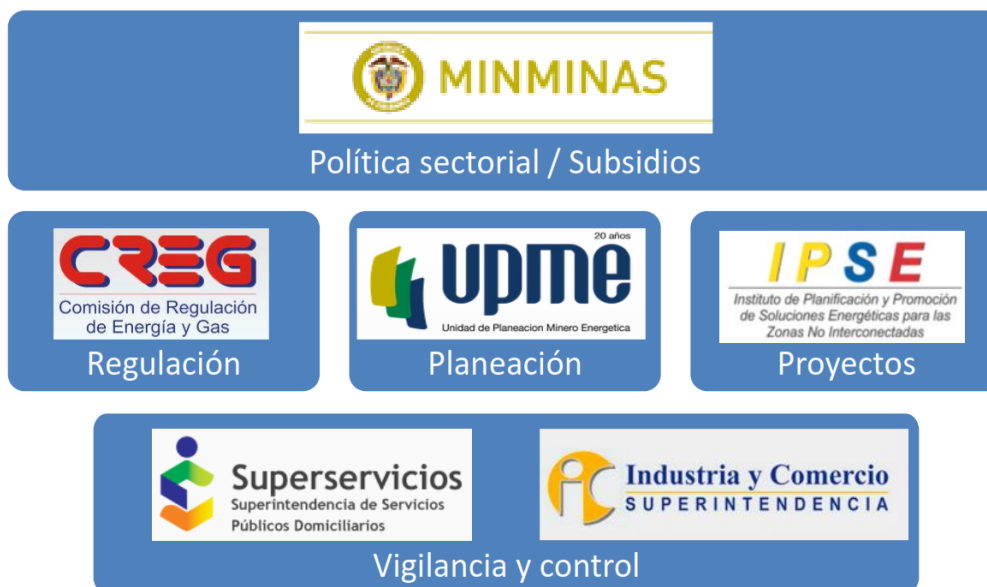 MINMINAS
Política sectorial / Subsidios
CREG
Comisión de Regulación
de Energía y Gas
Regulación
20 años
upme
Unidad de Planeacion Minero Energetica
Planeación
IPSE
Instituto de Planificación y Promoción
de Soluciones Energéticas para las
Zonas No Interconectadas
Proyectos
Superservicios
Superintendencia de Servicios
Públicos Domiciliarios
Industria y Comercio
SUPERINTENDENCIA
Vigilancia y control